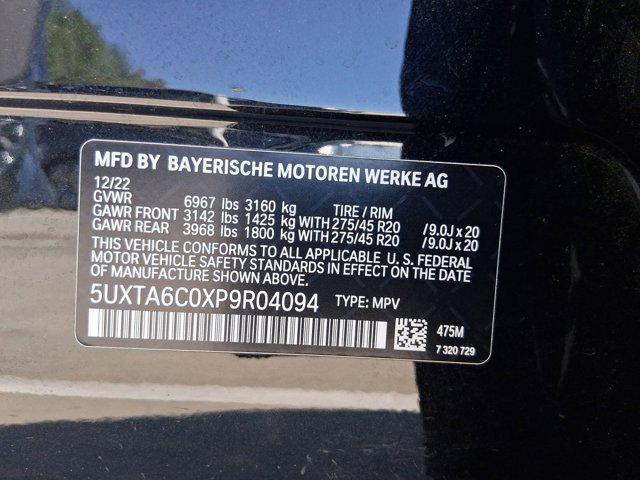 MFD BY BAYERISCHE MOTOREN WERKE AG
12/22
GVWR 6967 lbs 3160 kg TIRE / RIM
GAWR FRONT 3142 lbs 1425 kg WITH 275/45 R20 /9.0J x 20
GAWR REAR 3968 lbs 1800 kg WITH 275/45 R20 /9.0J x 20
THIS VEHICLE CONFORMS TO ALL APPLICABLE U. S. FEDERAL
MOTOR VEHICLE SAFETY STANDARDS IN EFFECT ON THE DATE
OF MANUFACTURE SHOWN ABOVE.
5UXTA6C0XP9R04094 TYPE: MPV
475M
7 320 729